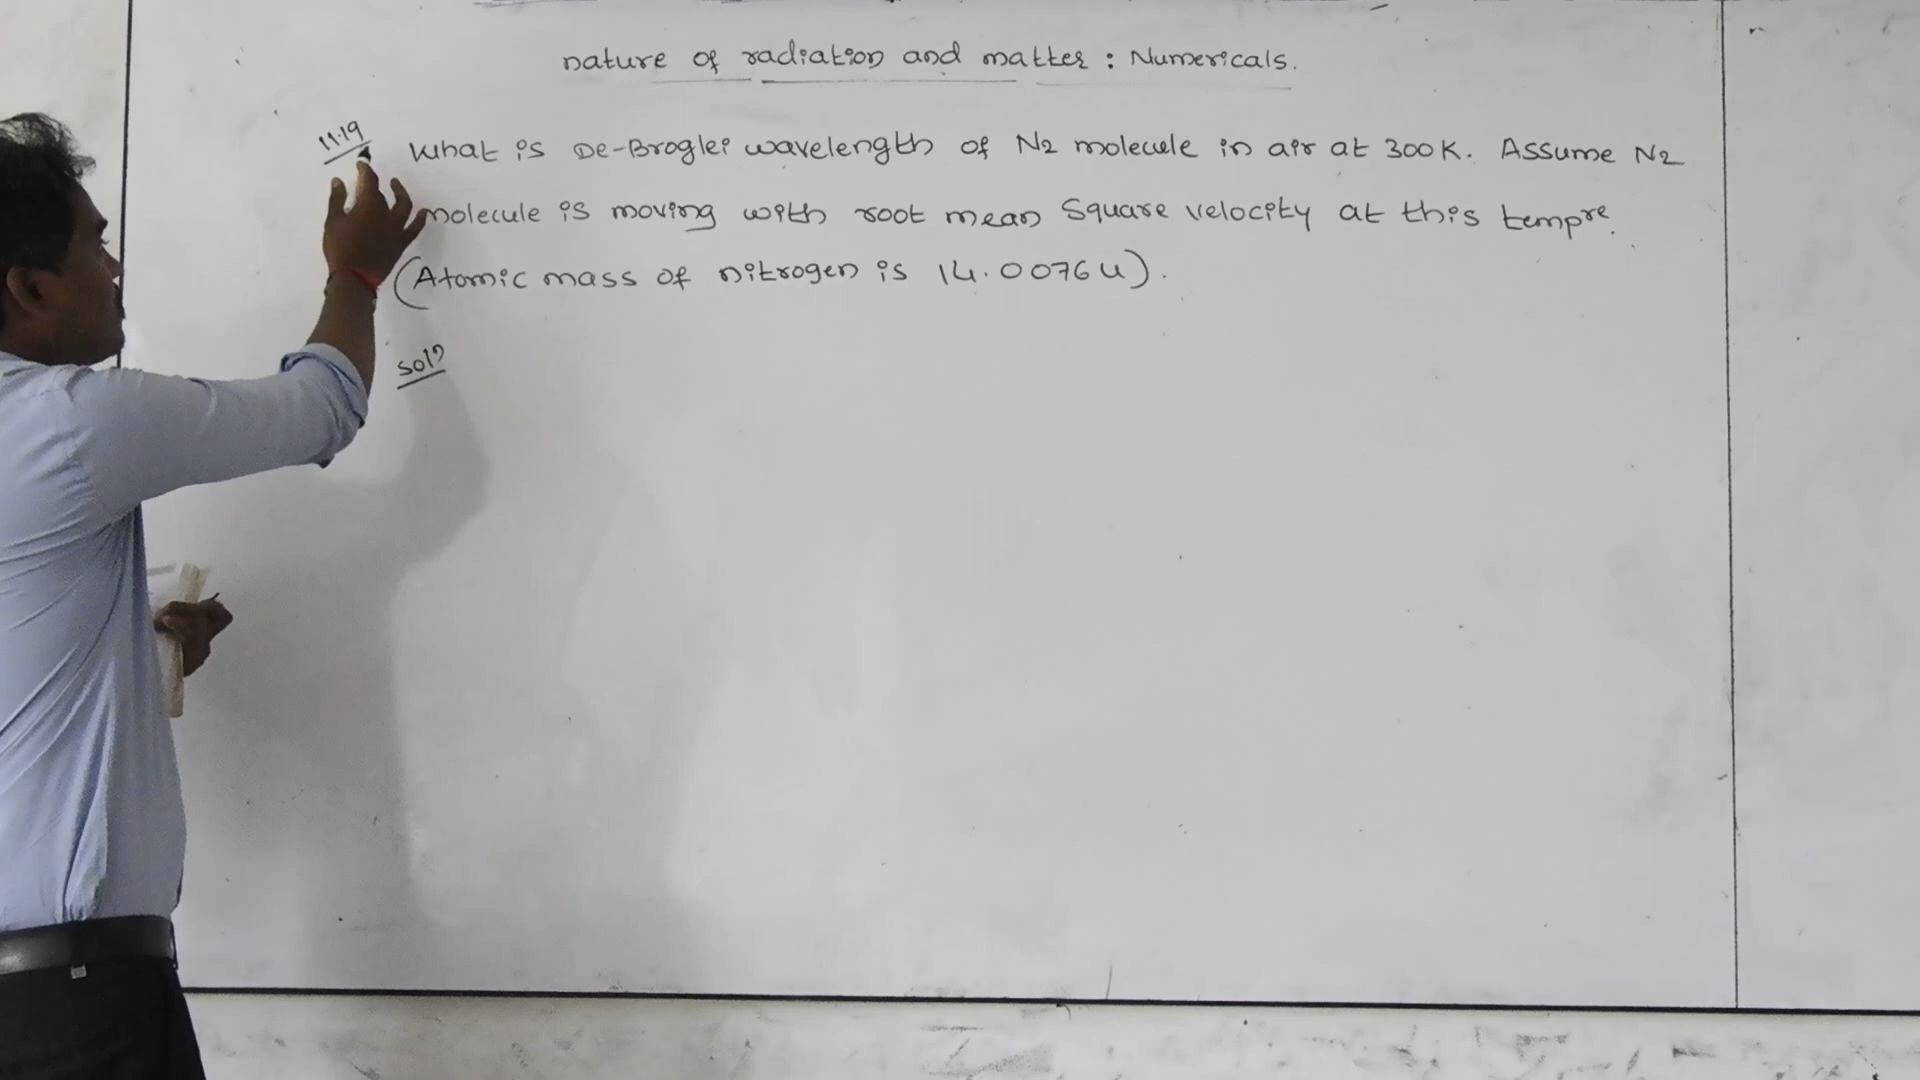 nature of radiation and matter : Numericals.
11.19 What is De-Broglei wavelength of N2 molecule in air at 300K. Assume N2
molecule is moving with root mean square velocity at this tempre.
(Atomic mass of nitrogen is 14.0076u).
soln